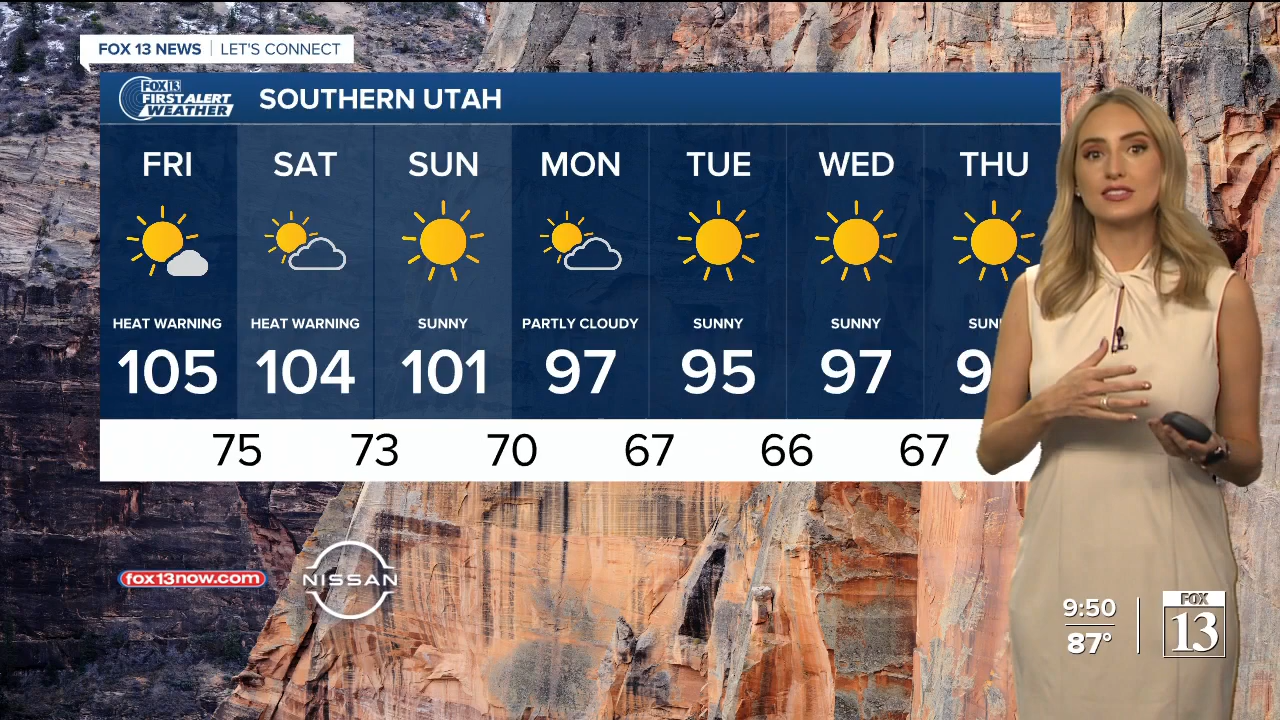 FOX 13 NEWS | LET'S CONNECT
FOX 13
FIRST ALERT
WEATHER
SOUTHERN UTAH
FRI SAT SUN MON TUE WED THU
HEAT WARNING HEAT WARNING SUNNY PARTLY CLOUDY SUNNY SUNNY
105 104 101 97 95 97
75 73 70 67 66 67
fox13now.com
NISSAN
9:50
87°
FOX
13